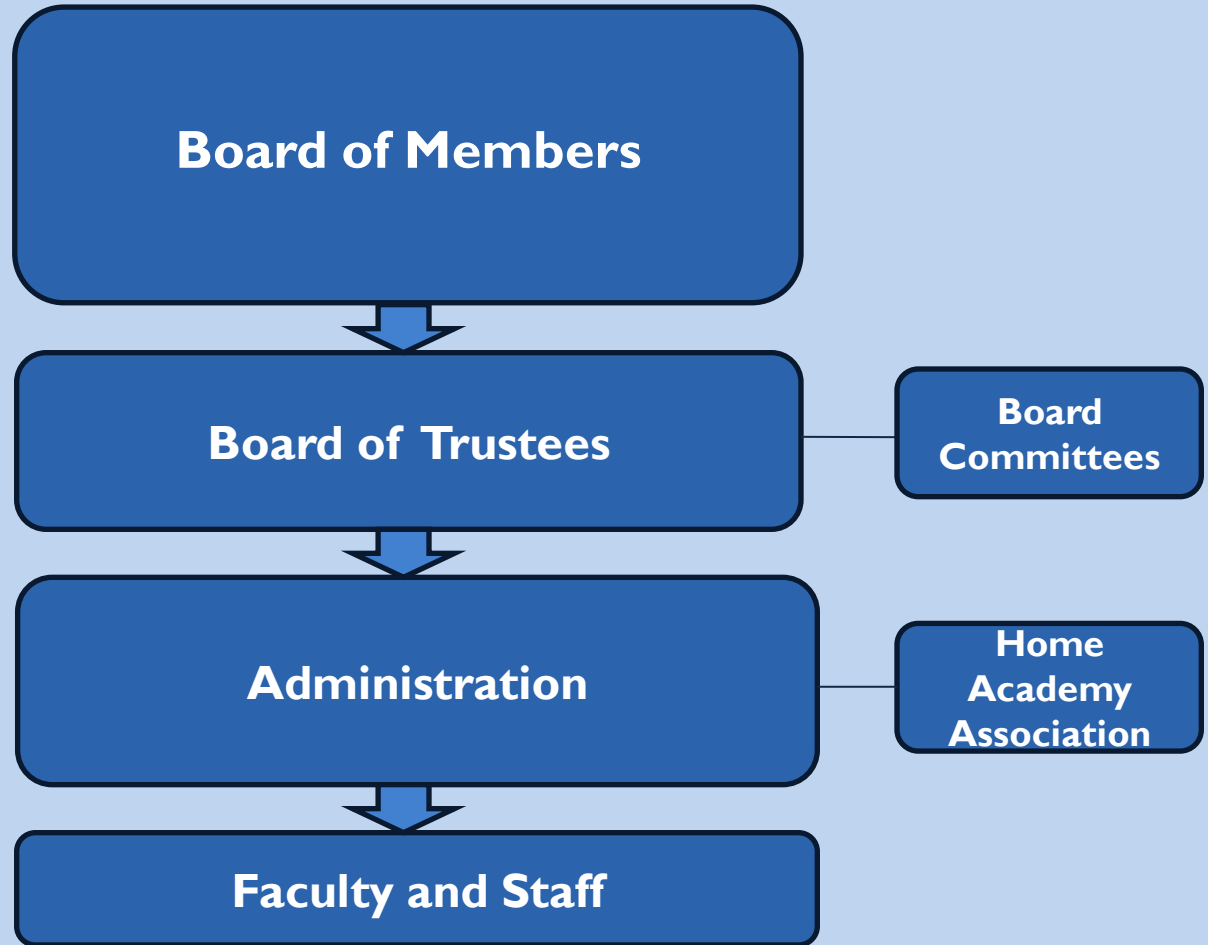 Board of Members
Board of Trustees
Board
Committees
Administration
Home
Academy
Association
Faculty and Staff